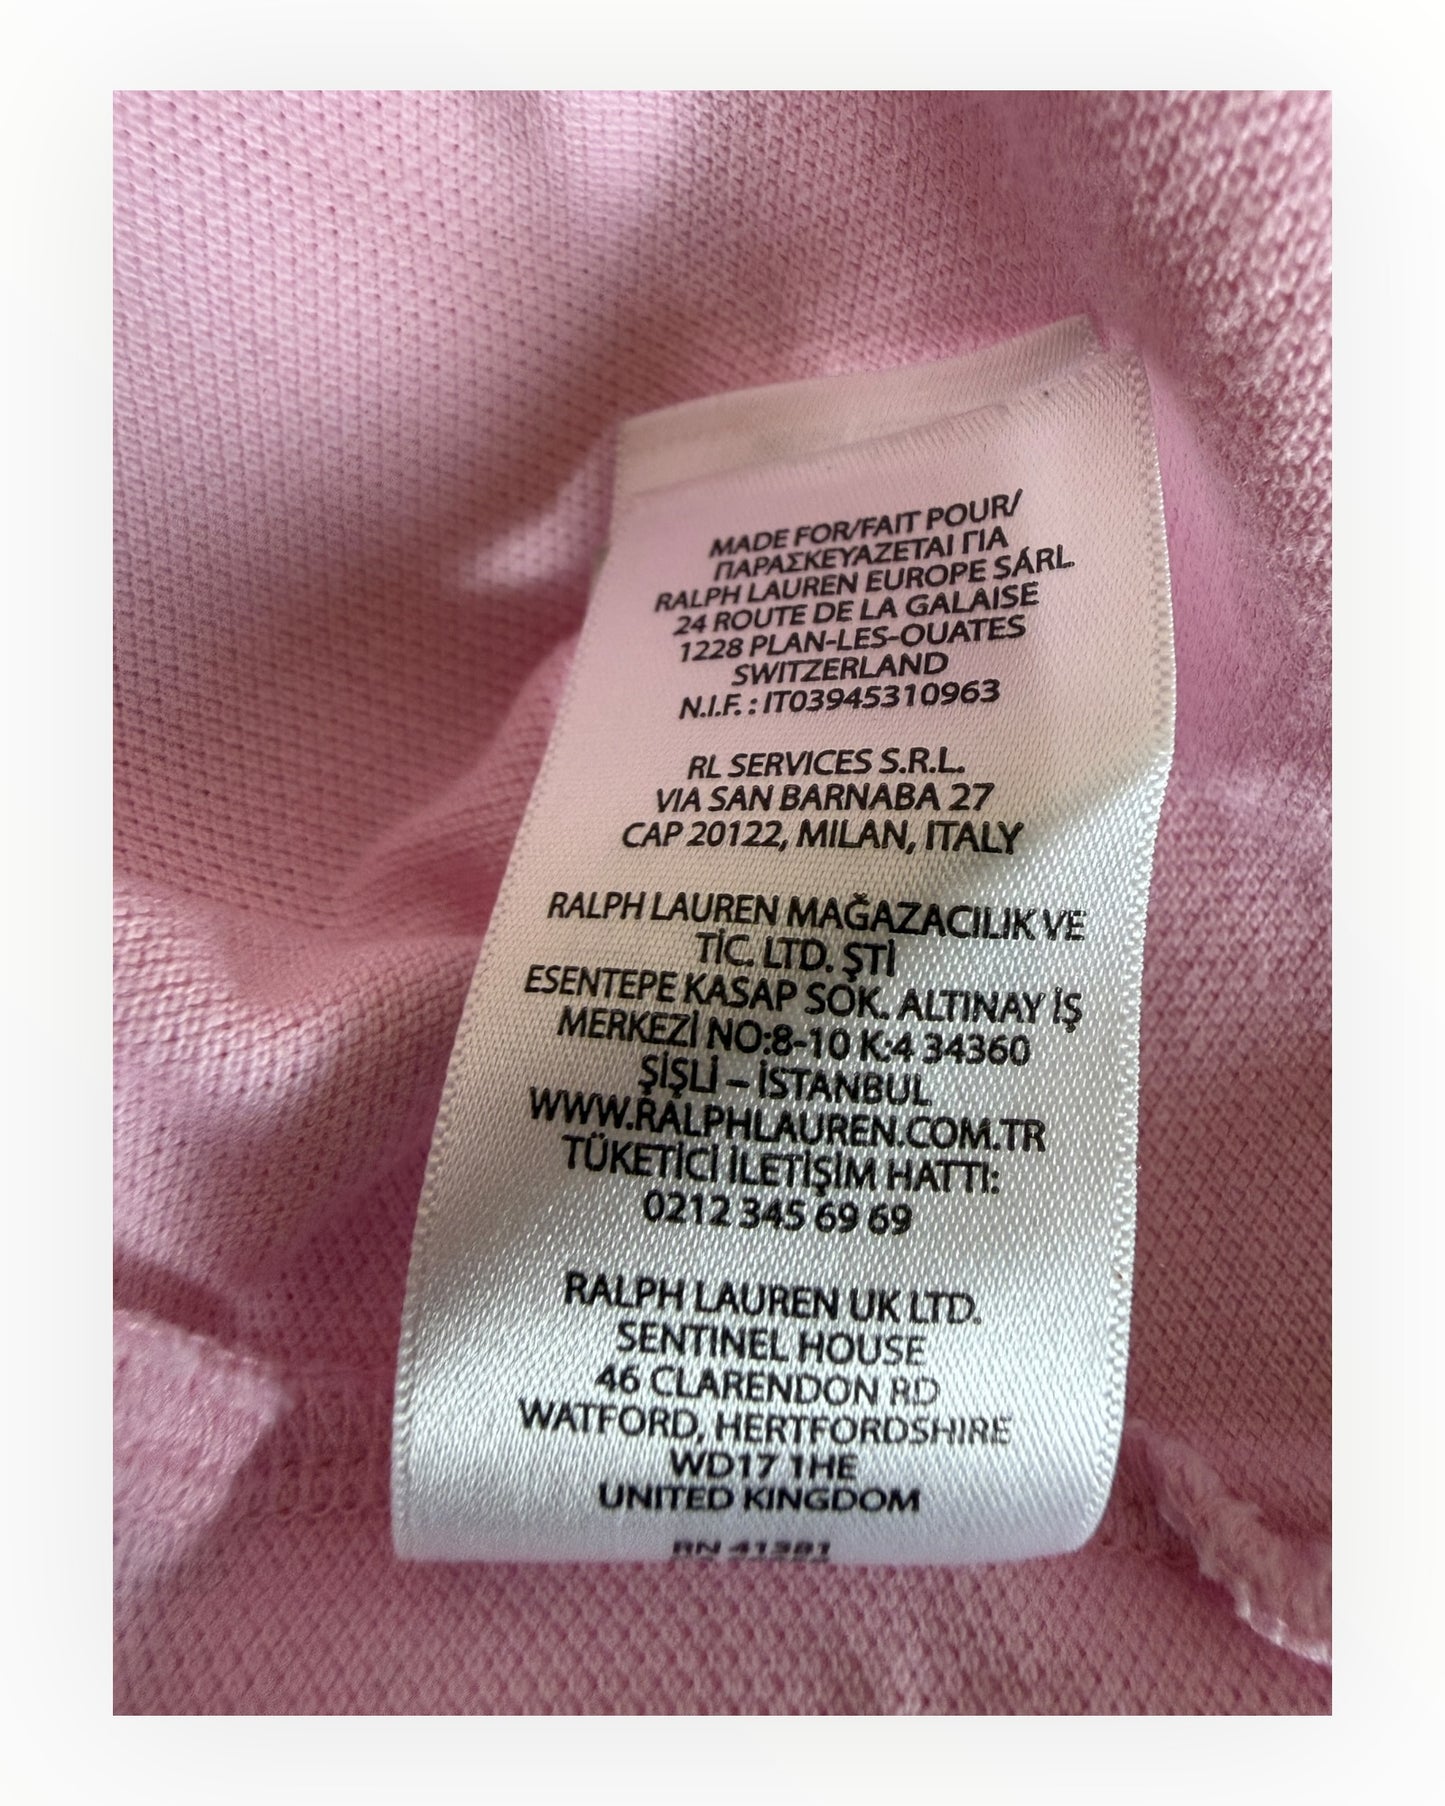 MADE FOR/FAIT POUR/
ΠΑΡΑΣΚΕΥΑΖΕΤΑΙ ΓΙΑ
RALPH LAUREN EUROPE SÁRL
24 ROUTE DE LA GALAISE
1228 PLAN-LES-OUATES
SWITZERLAND
N.I.F. : IT03945310963
RL SERVICES S.R.L.
VIA SAN BARNABA 27
CAP 20122, MILAN, ITALY
RALPH LAUREN MAĞAZACILIK VE
TİC. LTD. ŞTİ
ESENTEPE KASAP SOK. ALTINAY İŞ
MERKEZİ NO:8-10 K:4 34360
ŞİŞLİ – İSTANBUL
WWW.RALPHLAUREN.COM.TR
TÜKETİCİ İLETİŞİM HATTI:
0212 345 69 69
RALPH LAUREN UK LTD.
SENTINEL HOUSE
46 CLARENDON RD
WATFORD, HERTFORDSHIRE
WD17 1HE
UNITED KINGDOM
RN 41381